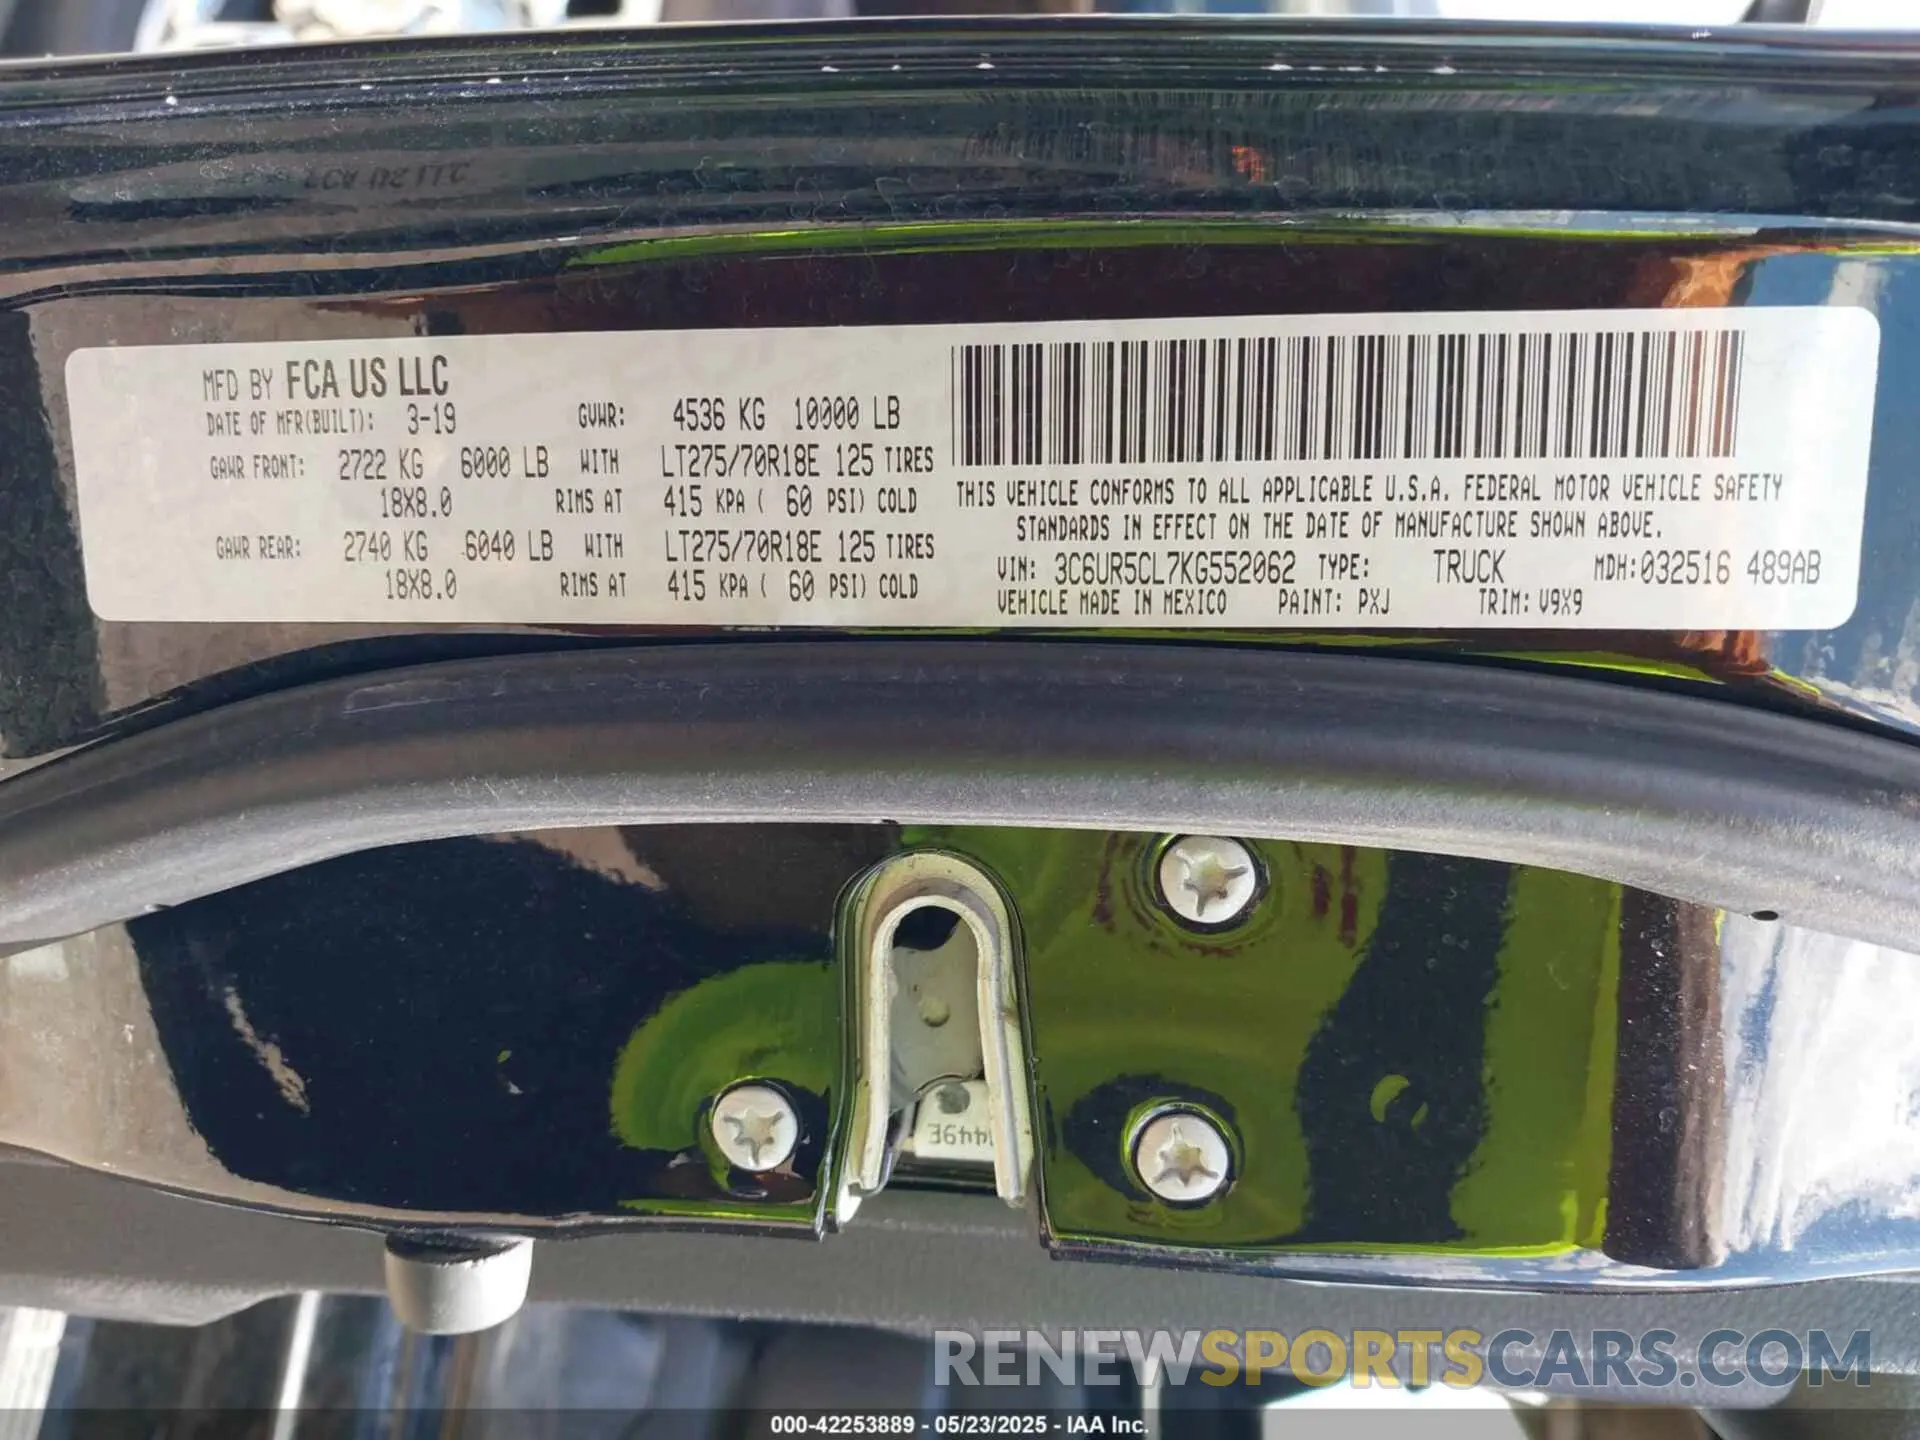 MFD BY FCA US LLC
DATE OF MFR(BUILT): 3-19 GVWR: 4536 KG 10000 LB
GAWR FRONT: 2722 KG 6000 LB WITH LT275/70R18E 125 TIRES
18X8.0 RIMS AT 415 KPA ( 60 PSI) COLD
GAWR REAR: 2740 KG 6040 LB WITH LT275/70R18E 125 TIRES
18X8.0 RIMS AT 415 KPA ( 60 PSI) COLD
THIS VEHICLE CONFORMS TO ALL APPLICABLE U.S.A. FEDERAL MOTOR VEHICLE SAFETY
STANDARDS IN EFFECT ON THE DATE OF MANUFACTURE SHOWN ABOVE.
VIN: 3C6UR5CL7KG552062 TYPE: TRUCK MDH:032516 489AB
VEHICLE MADE IN MEXICO PAINT: PXJ TRIM: V9X9
RENEWSPORTSCARS.COM
000-42253889 - 05/23/2025 - IAA Inc.